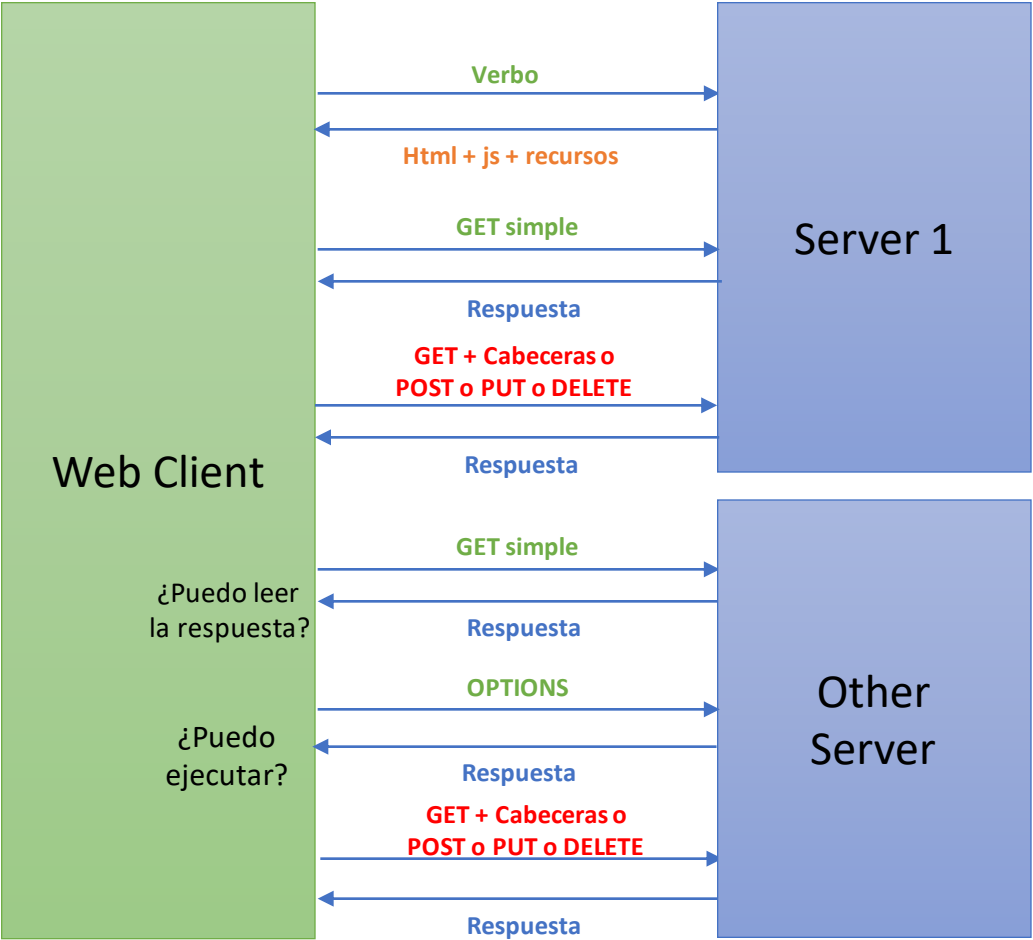 Verbo
Html + js + recursos
GET simple
Server 1
Respuesta
GET + Cabeceras o
POST o PUT o DELETE
Web Client
Respuesta
GET simple
¿Puedo leer
la respuesta?
Respuesta
OPTIONS
Other
Server
¿Puedo
ejecutar?
Respuesta
GET + Cabeceras o
POST o PUT o DELETE
Respuesta